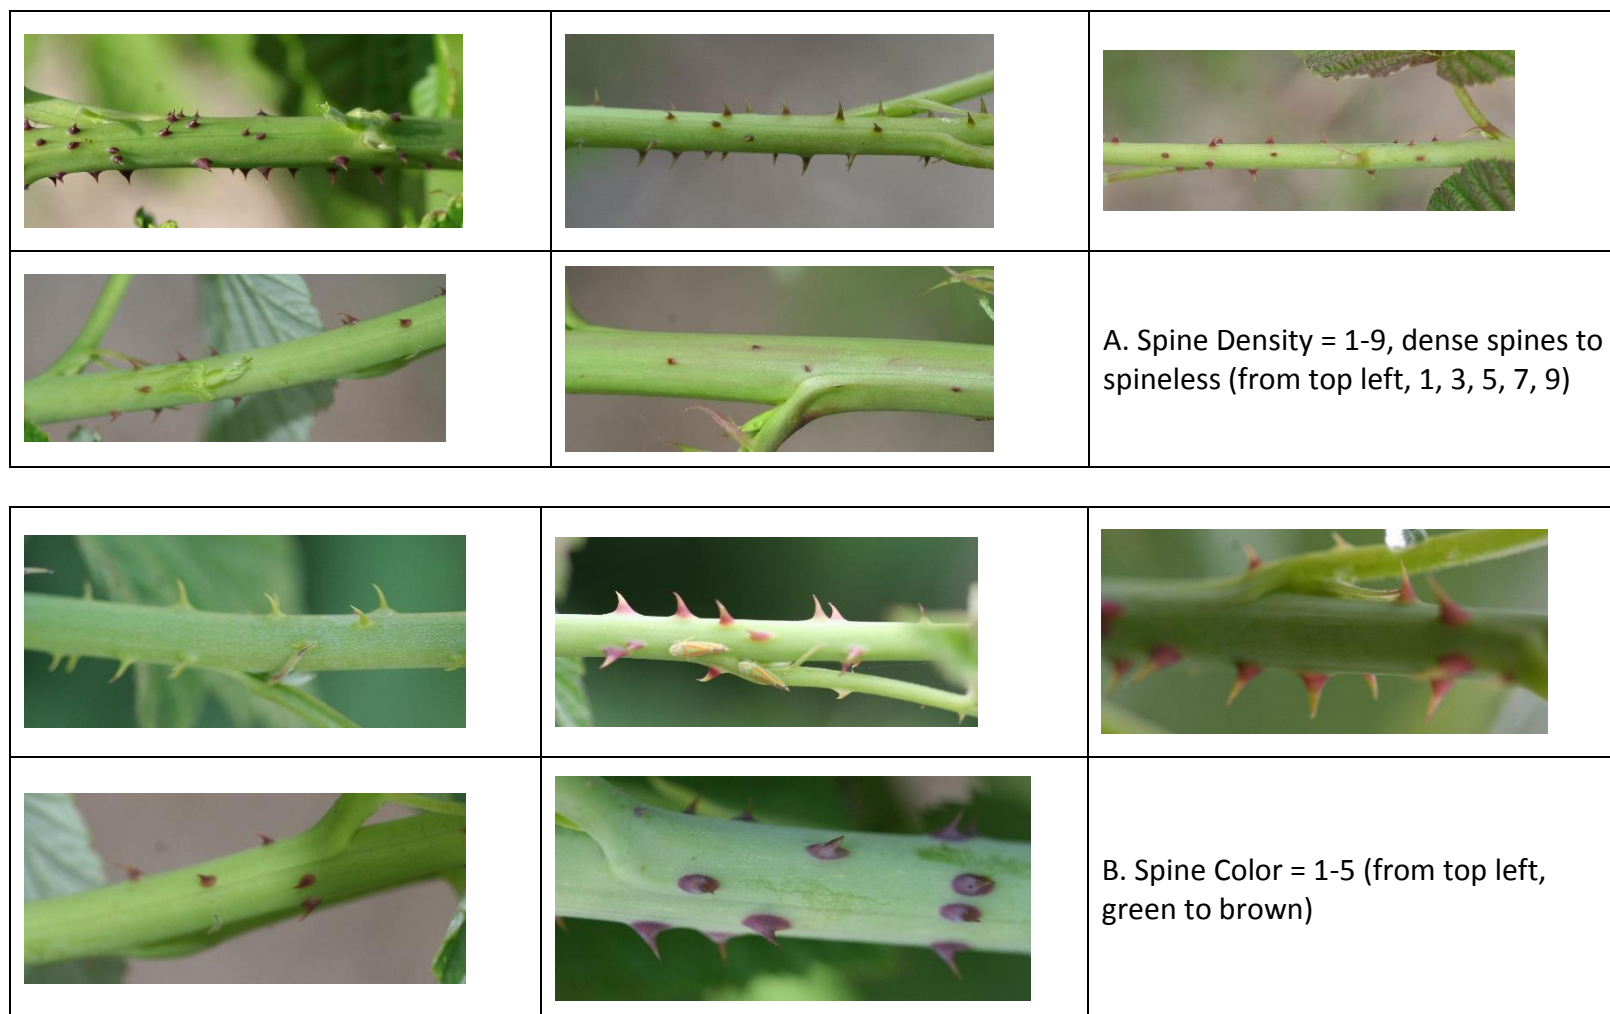 A. Spine Density = 1-9, dense spines to
spineless (from top left, 1, 3, 5, 7, 9)
B. Spine Color = 1-5 (from top left,
green to brown)